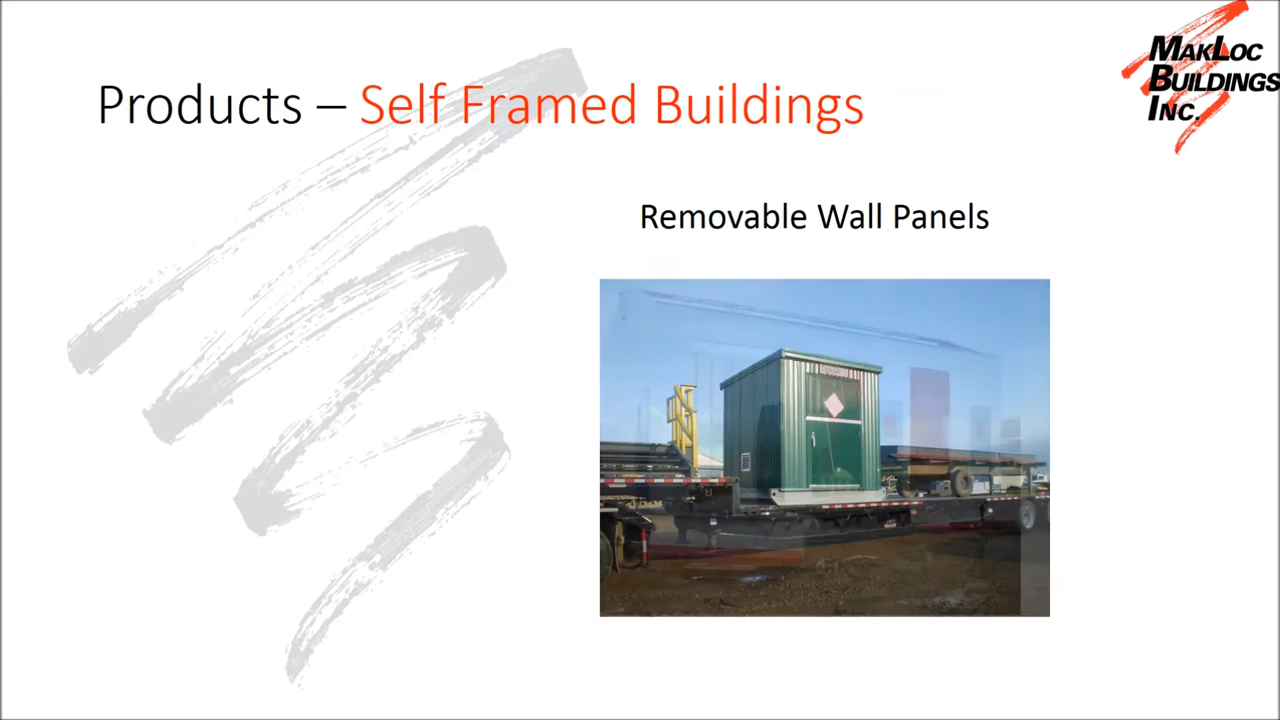 Products – Self Framed Buildings
MAKLOC
BUILDINGS
INC.
Removable Wall Panels